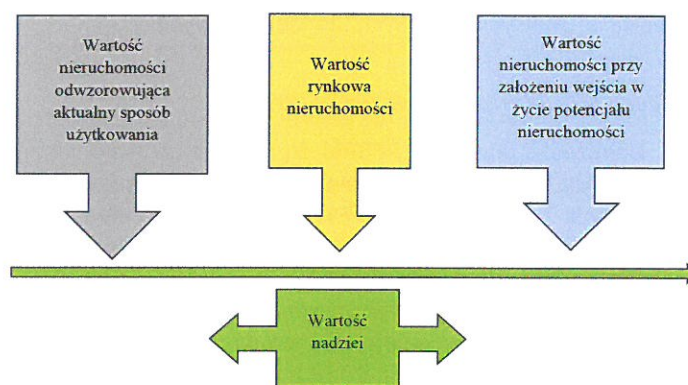 Wartość
nieruchomości
odwzorowująca
aktualny sposób
użytkowania
Wartość
rynkowa
nieruchomości
Wartość
nieruchomości przy
założeniu wejścia w
życie potencjału
nieruchomości
Wartość
nadziei